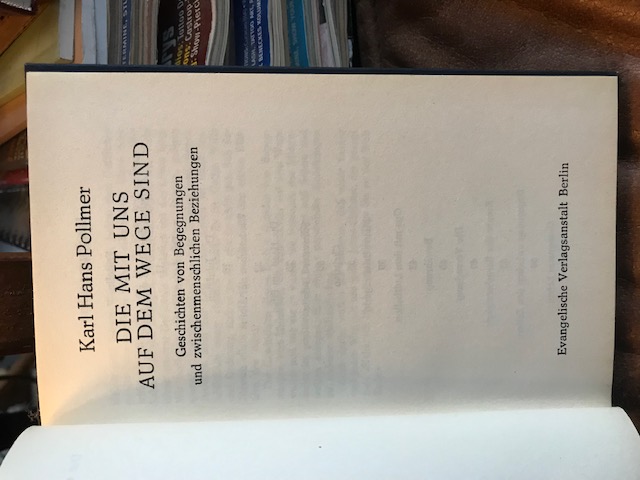 Karl Hans Pollmer
DIE MIT UNS
AUF DEM WEGE SIND
Geschichten von Begegnungen
und zwischenmenschlichen Beziehungen
Evangelische Verlagsanstalt Berlin